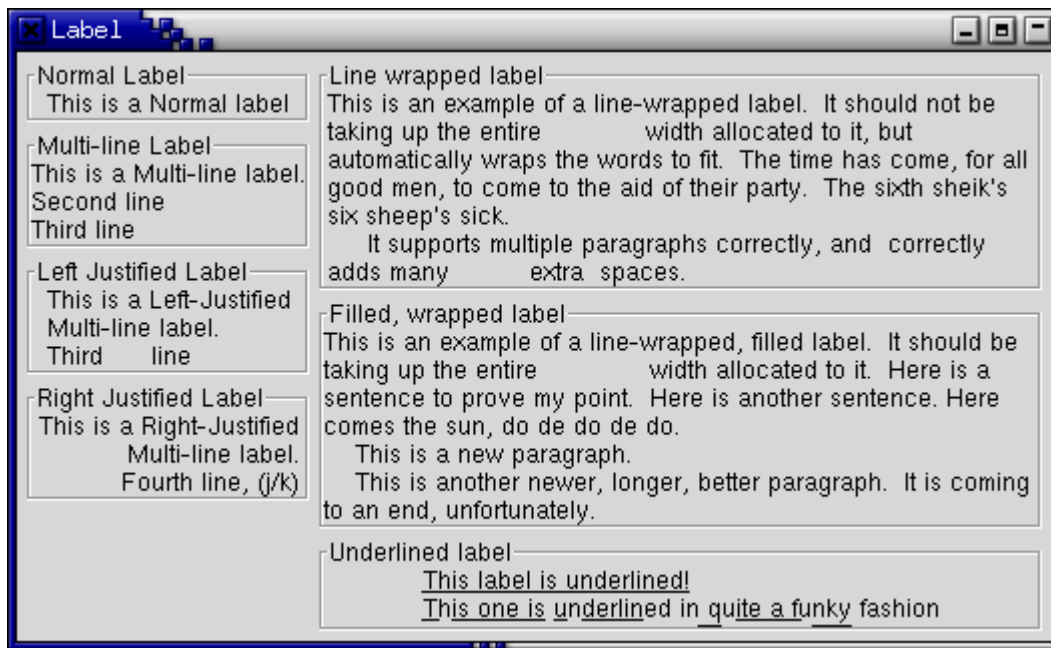 Label
Normal Label
This is a Normal label
Multi-line Label
This is a Multi-line label.
Second line
Third line
Left Justified Label
This is a Left-Justified
Multi-line label.
Third      line
Right Justified Label
This is a Right-Justified
Multi-line label.
Fourth line, (j/k)
Line wrapped label
This is an example of a line-wrapped label.  It should not be
taking up the entire             width allocated to it, but
automatically wraps the words to fit.  The time has come, for all
good men, to come to the aid of their party.  The sixth sheik's
six sheep's sick.
     It supports multiple paragraphs correctly, and  correctly
adds many          extra  spaces.
Filled, wrapped label
This is an example of a line-wrapped, filled label.  It should be
taking up the entire              width allocated to it.  Here is a
sentence to prove my point.  Here is another sentence. Here
comes the sun, do de do de do.
    This is a new paragraph.
    This is another newer, longer, better paragraph.  It is coming
to an end, unfortunately.
Underlined label
This label is underlined!
This one is underlined in quite a funky fashion